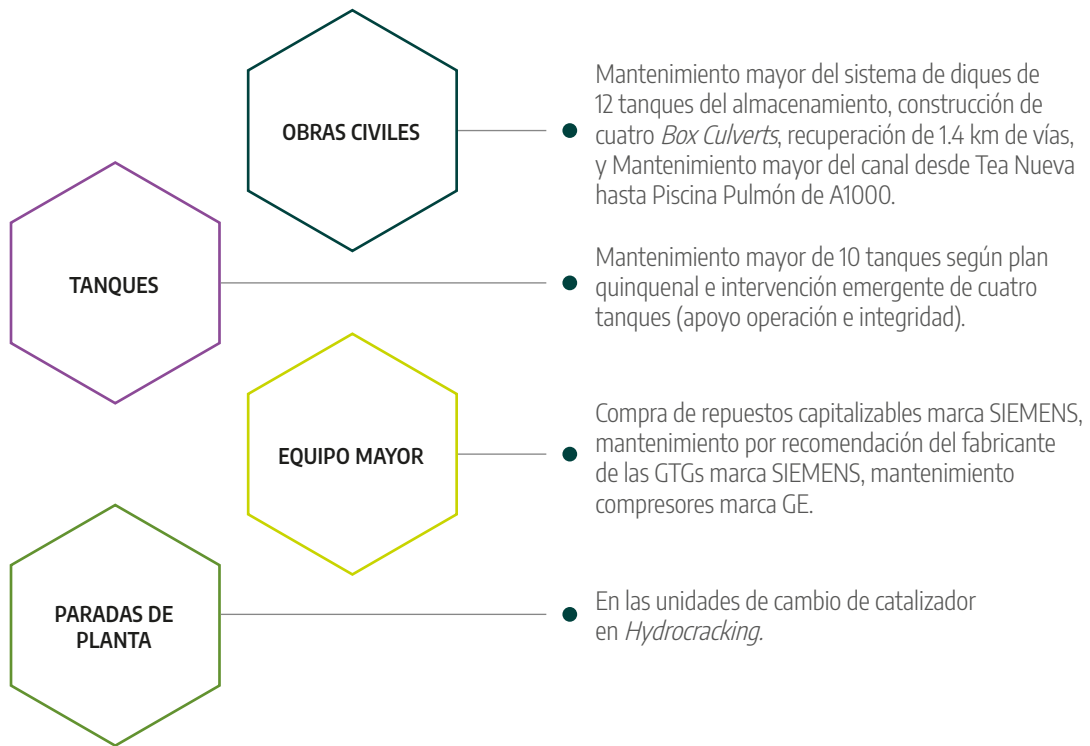 OBRAS CIVILES
Mantenimiento mayor del sistema de diques de
12 tanques del almacenamiento, construcción de
cuatro Box Culverts, recuperación de 1.4 km de vías,
y Mantenimiento mayor del canal desde Tea Nueva
hasta Piscina Pulmón de A1000.
TANQUES
Mantenimiento mayor de 10 tanques según plan
quinquenal e intervención emergente de cuatro
tanques (apoyo operación e integridad).
EQUIPO MAYOR
Compra de repuestos capitalizables marca SIEMENS,
mantenimiento por recomendación del fabricante
de las GTGs marca SIEMENS, mantenimiento
compresores marca GE.
PARADAS DE
PLANTA
En las unidades de cambio de catalizador
en Hydrocracking.